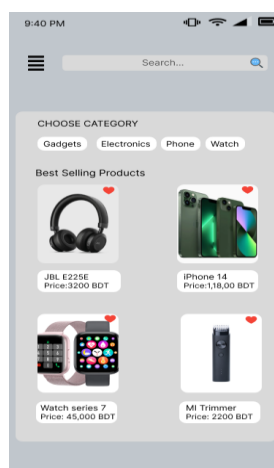 9:40 PM
Search...
CHOOSE CATEGORY
Gadgets Electronics Phone Watch
Best Selling Products
JBL E225E
Price:3200 BDT
iPhone 14
Price:1,18,00 BDT
Watch series 7
Price: 45,000 BDT
MI Trimmer
Price: 2200 BDT